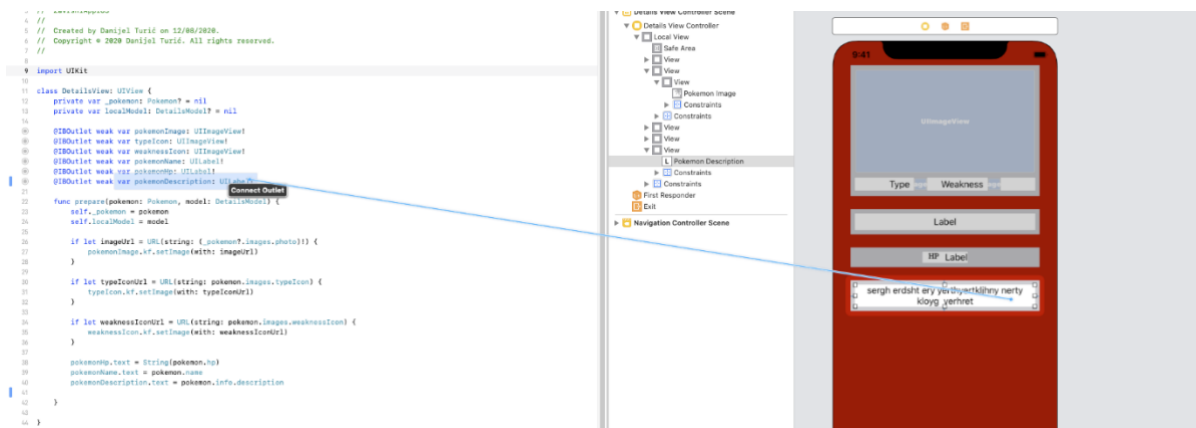 //
// Created by Danijel Turić on 12/08/2020.
// Copyright © 2020 Danijel Turić. All rights reserved.
//
import UIKit
class DetailsView: UIView {
private var _pokemon: Pokemon? = nil
private var localModel: DetailsModel? = nil
@IBOutlet weak var pokemonImage: UIImageView!
@IBOutlet weak var typeIcon: UIImageView!
@IBOutlet weak var weaknessIcon: UIImageView!
@IBOutlet weak var pokemonName: UILabel!
@IBOutlet weak var pokemonHp: UILabel!
@IBOutlet weak var pokemonDescription: UILabel!
Connect Outlet
func prepare(pokemon: Pokemon, model: DetailsModel) {
self._pokemon = pokemon
self.localModel = model
if let imageUrl = URL(string: (_pokemon?.images.photo)!) {
pokemonImage.kf.setImage(with: imageUrl)
}
if let typeIconUrl = URL(string: pokemon.images.typeIcon) {
typeIcon.kf.setImage(with: typeIconUrl)
}
if let weaknessIconUrl = URL(string: pokemon.images.weaknessIcon) {
weaknessIcon.kf.setImage(with: weaknessIconUrl)
}
pokemonHp.text = String(pokemon.hp)
pokemonName.text = pokemon.name
pokemonDescription.text = pokemon.info.description
}
}
Details View Controller Scene
Details View Controller
Local View
Safe Area
View
View
View
Pokemon Image
Constraints
Constraints
View
View
View
L Pokemon Description
Constraints
Constraints
First Responder
Exit
Navigation Controller Scene
9:41
UIImageView
Type Weakness
Label
HP Label
sergh erdsht ery yerthyertklihny nerty
kloyg yerhret